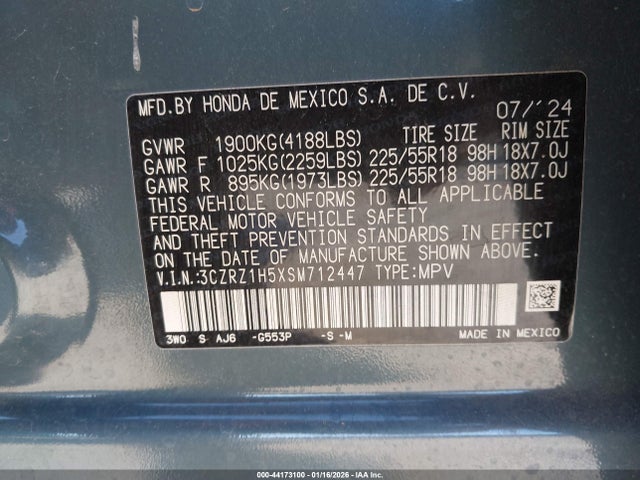 MFD.BY HONDA DE MEXICO S.A. DE C.V. 07/'24
GVWR 1900KG(4188LBS) TIRE SIZE RIM SIZE
GAWR F 1025KG(2259LBS) 225/55R18 98H 18X7.0J
GAWR R 895KG(1973LBS) 225/55R18 98H 18X7.0J
THIS VEHICLE CONFORMS TO ALL APPLICABLE
FEDERAL MOTOR VEHICLE SAFETY
AND THEFT PREVENTION STANDARDS IN EFFECT
ON THE DATE OF MANUFACTURE SHOWN ABOVE.
V.I.N:3CZRZ1H5XSM712447 TYPE:MPV
3W0 S AJ6 -G553P -S -M MADE IN MEXICO
000-44173100 - 01/16/2026 - IAA Inc.